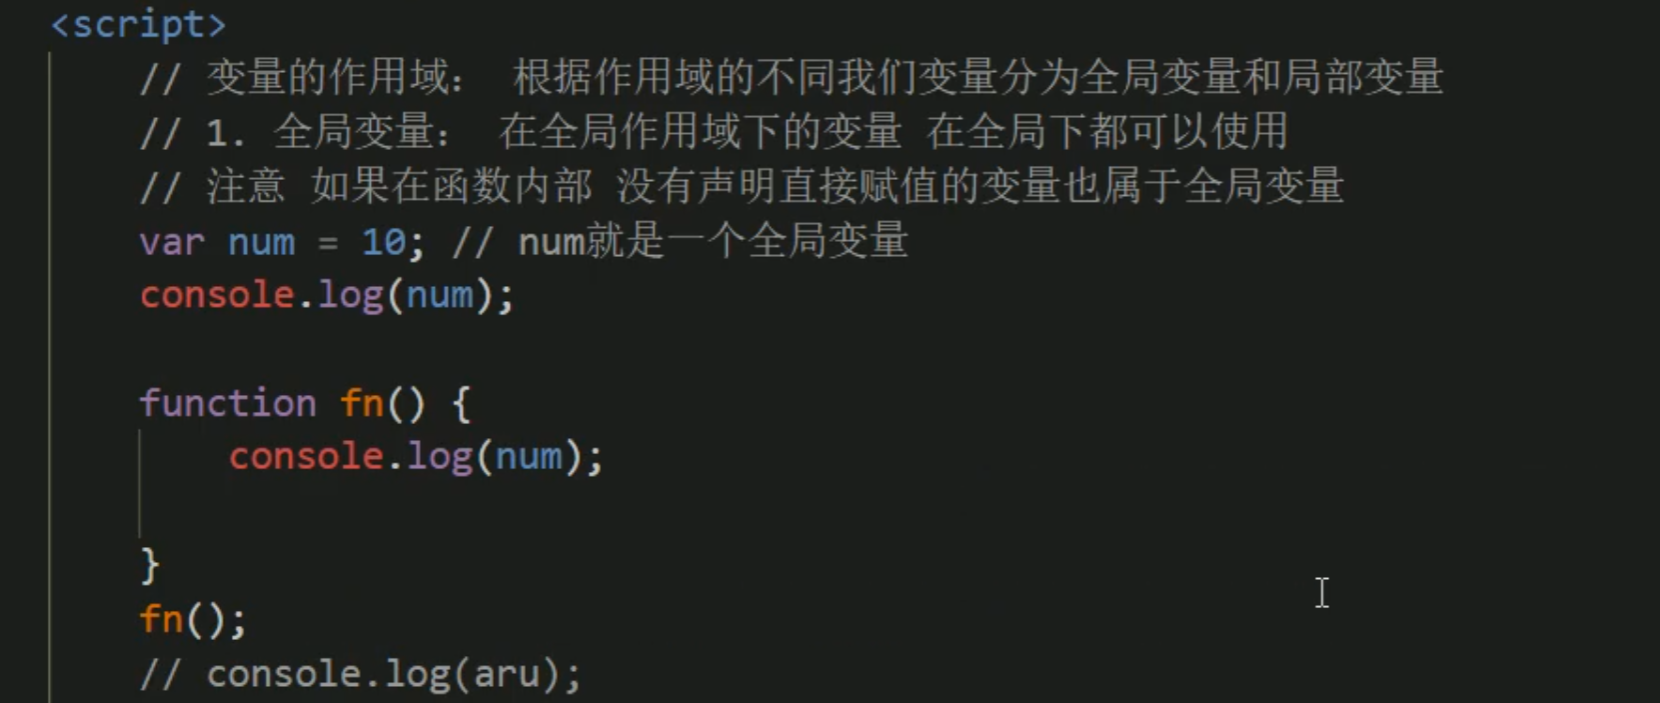 <script>
// 变量的作用域： 根据作用域的不同我们变量分为全局变量和局部变量
// 1. 全局变量： 在全局作用域下的变量 在全局下都可以使用
// 注意 如果在函数内部 没有声明直接赋值的变量也属于全局变量
var num = 10; // num就是一个全局变量
console.log(num);
function fn() {
console.log(num);
}
fn();
// console.log(aru);